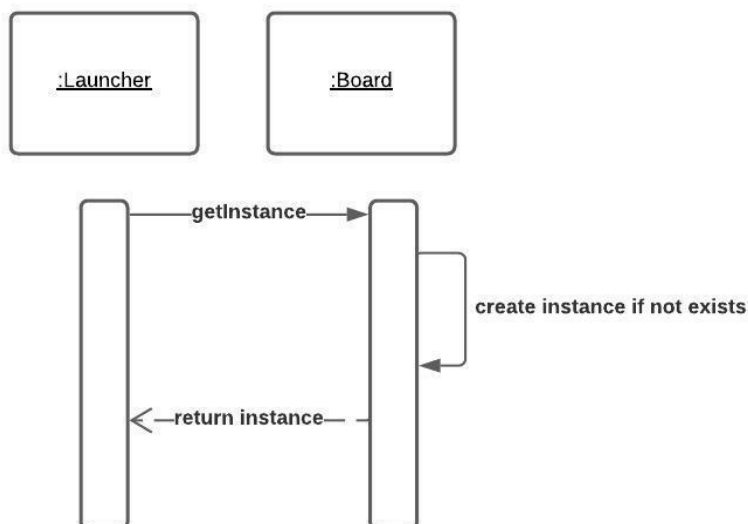 :Launcher
:Board
getInstance
create instance if not exists
return instance